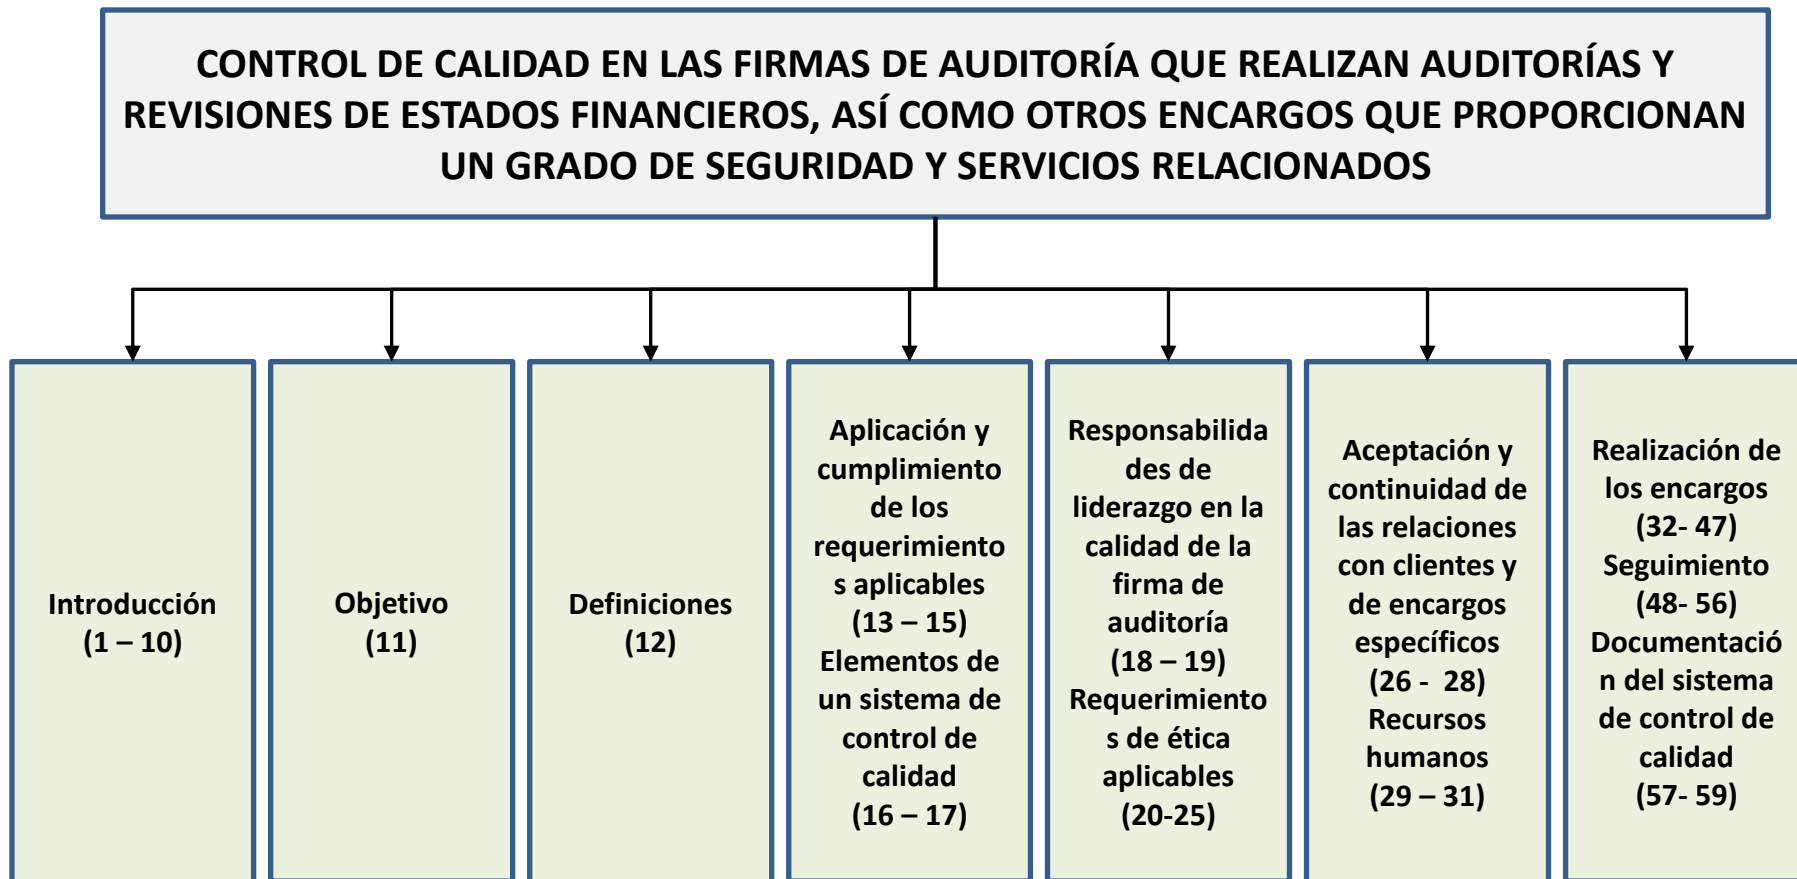 CONTROL DE CALIDAD EN LAS FIRMAS DE AUDITORÍA QUE REALIZAN AUDITORÍAS Y
REVISIONES DE ESTADOS FINANCIEROS, ASÍ COMO OTROS ENCARGOS QUE PROPORCIONAN
UN GRADO DE SEGURIDAD Y SERVICIOS RELACIONADOS
Introducción
(1 – 10)
Objetivo
(11)
Definiciones
(12)
Aplicación y
cumplimiento
de los
requerimiento
s aplicables
(13 – 15)
Elementos de
un sistema de
control de
calidad
(16 – 17)
Responsabilida
des de
liderazgo en la
calidad de la
firma de
auditoría
(18 – 19)
Requerimiento
s de ética
aplicables
(20-25)
Aceptación y
continuidad de
las relaciones
con clientes y
de encargos
específicos
(26 -  28)
Recursos
humanos
(29 – 31)
Realización de
los encargos
(32- 47)
Seguimiento
(48- 56)
Documentació
n del sistema
de control de
calidad
(57- 59)